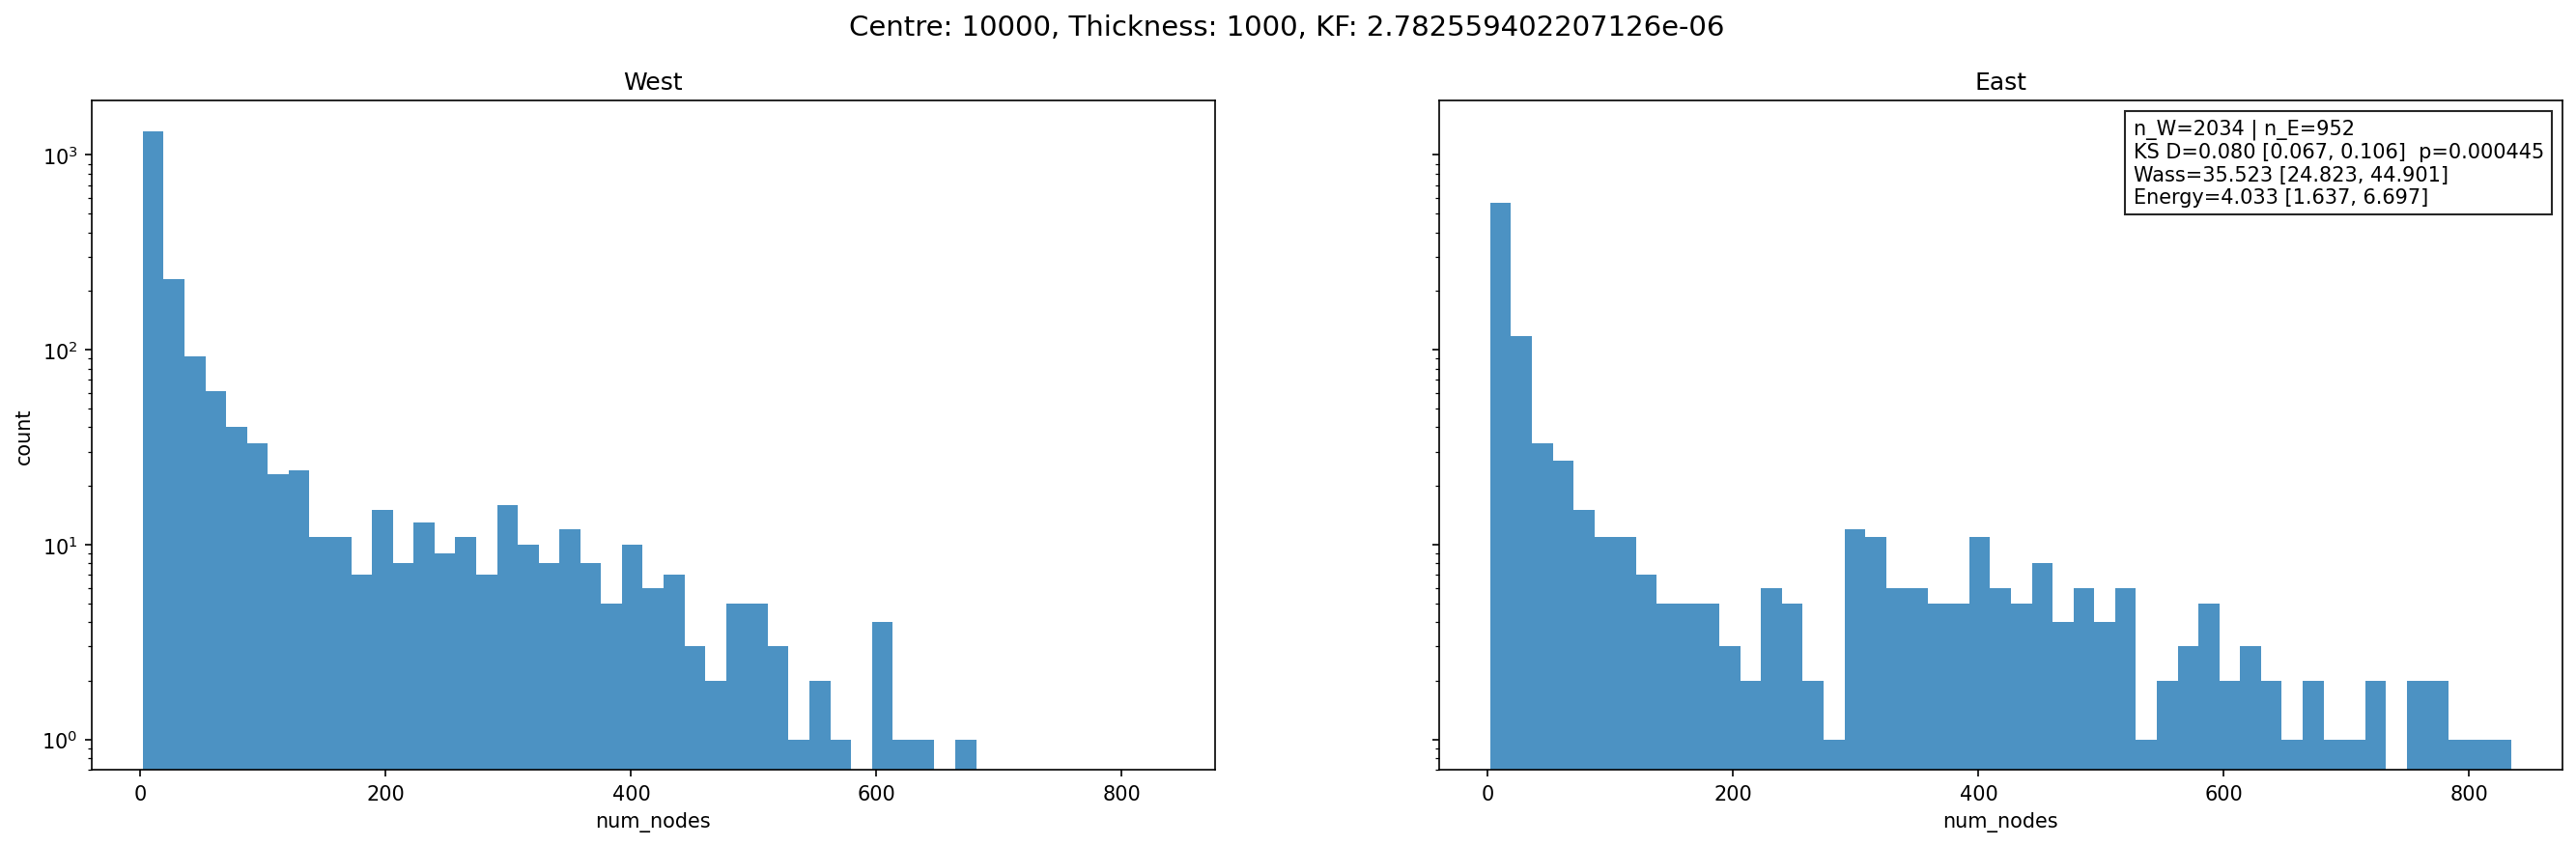 Centre: 10000, Thickness: 1000, KF: 2.782559402207126e-06
West
East
n_W=2034 | n_E=952
KS D=0.080 [0.067, 0.106]  p=0.000445
Wass=35.523 [24.823, 44.901]
Energy=4.033 [1.637, 6.697]
10³
10²
10¹
10⁰
count
0
200
400
600
800
num_nodes
0
200
400
600
800
num_nodes